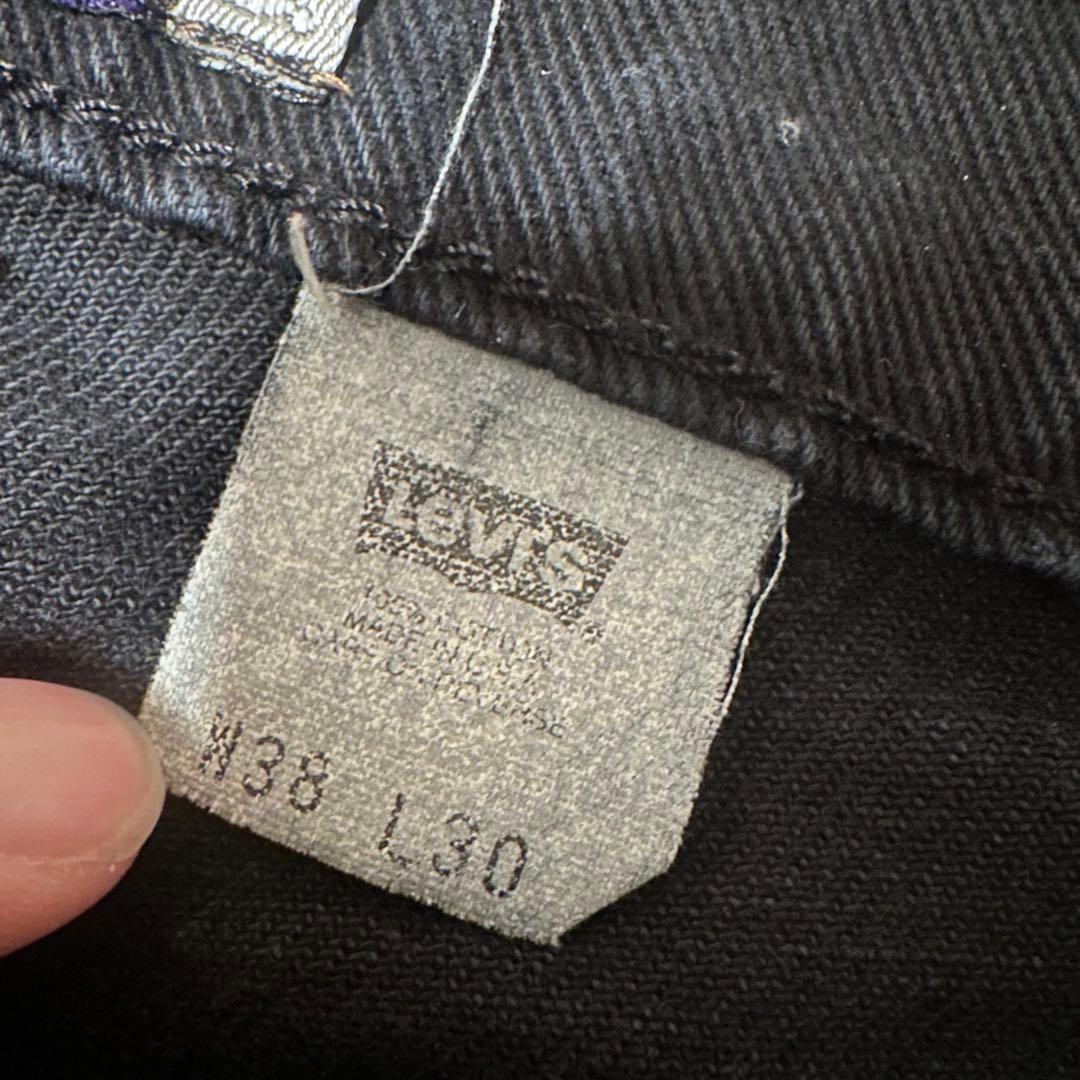 Levi's
100% COTTON
MADE IN U.S.A.
CARE ON REVERSE
W38 L30